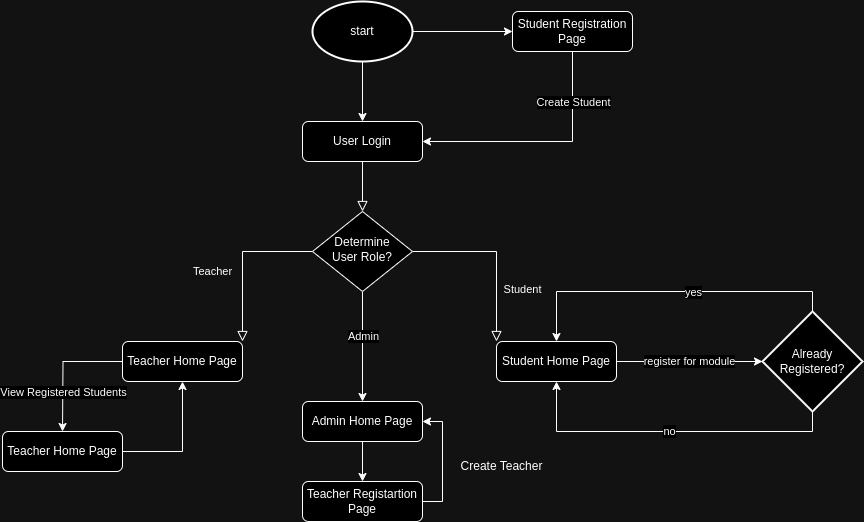 start
Student Registration
Page
Create Student
User Login
Determine
User Role?
Teacher
Student
yes
Admin
Teacher Home Page
Student Home Page
register for module
Already
Registered?
View Registered Students
Admin Home Page
no
Teacher Home Page
Create Teacher
Teacher Registartion
Page